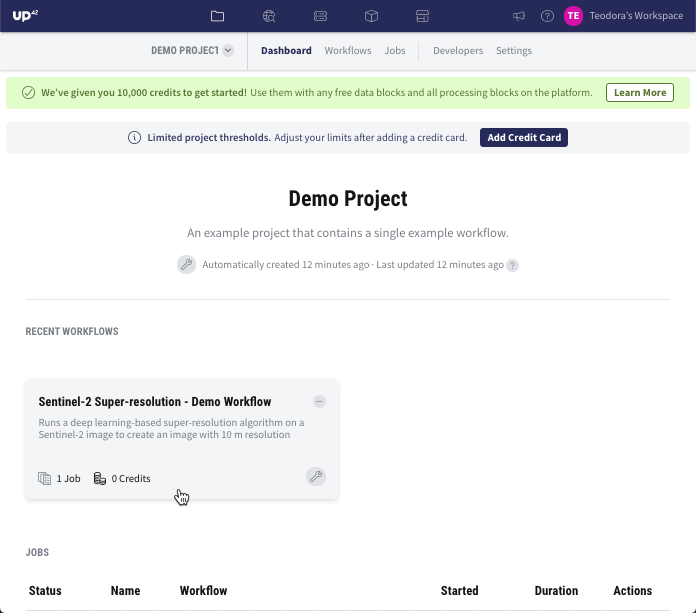 up42
Teodora's Workspace
TE
DEMO PROJECT
Dashboard
Workflows
Jobs
Developers
Settings
We've given you 10,000 credits to get started! Use them with any free data blocks and all processing blocks on the platform.
Learn More
Limited project thresholds. Adjust your limits after adding a credit card.
Add Credit Card
Demo Project
An example project that contains a single example workflow.
Automatically created 12 minutes ago · Last updated 12 minutes ago ?
RECENT WORKFLOWS
Sentinel-2 Super-resolution - Demo Workflow
Runs a deep learning-based super-resolution algorithm on a
Sentinel-2 image to create an image with 10 m resolution
1 Job
0 Credits
JOBS
Status
Name
Workflow
Started
Duration
Actions